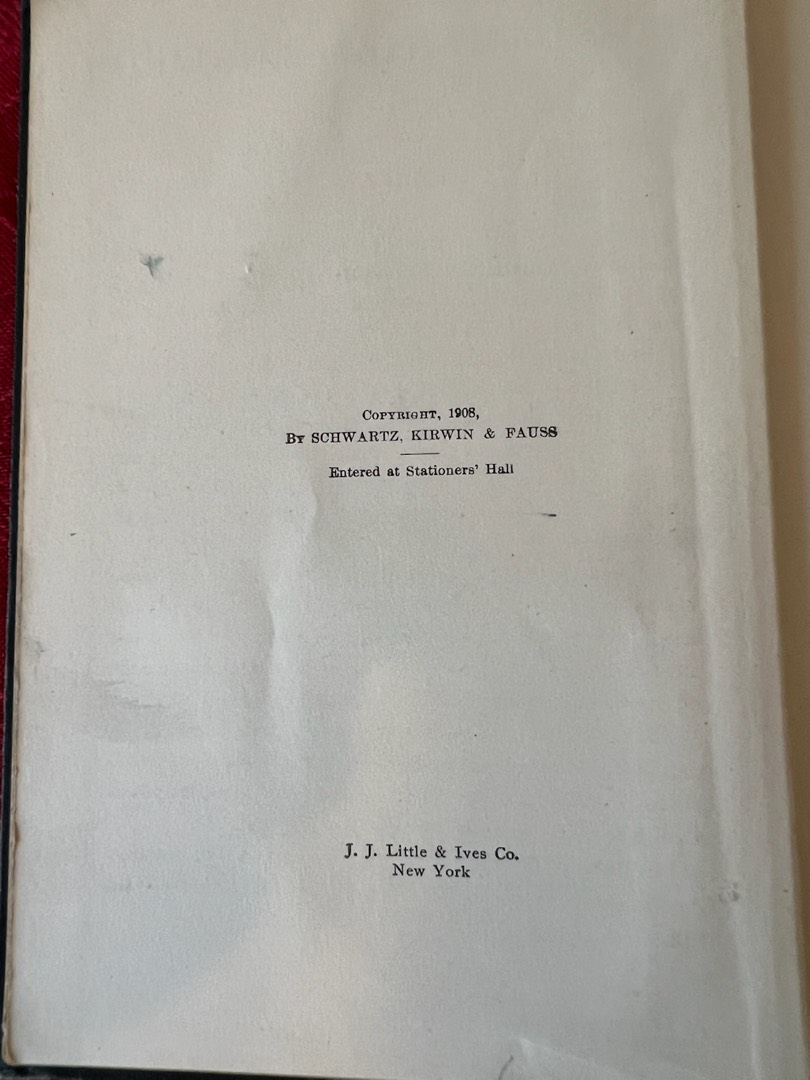 Copyright, 1908,
By SCHWARTZ, KIRWIN & FAUSS
Entered at Stationers' Hall
J. J. Little & Ives Co.
New York